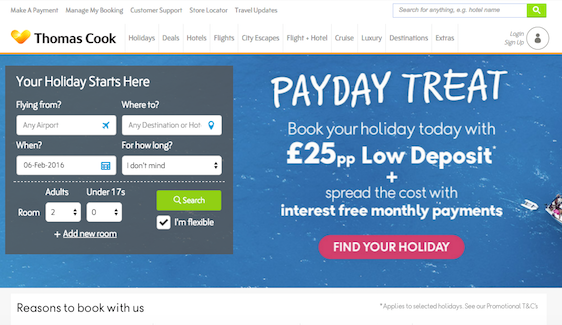 Make A Payment Manage My Booking Customer Support Store Locator Travel Updates
Search for anything, e.g. hotel name
Thomas Cook
Holidays Deals Hotels Flights City Escapes Flight + Hotel Cruise Luxury Destinations Extras
Login
Sign Up
Your Holiday Starts Here
Flying from? Where to?
Any Airport Any Destination or Hot
When? For how long?
06-Feb-2016 I don't mind
Adults Under 17s
Room 2 0 Search
I'm flexible
+ Add new room
PAYDAY TREAT
Book your holiday today with
£25pp Low Deposit*
+
spread the cost with
interest free monthly payments
FIND YOUR HOLIDAY
Reasons to book with us
*Applies to selected holidays. See our Promotional T&C's